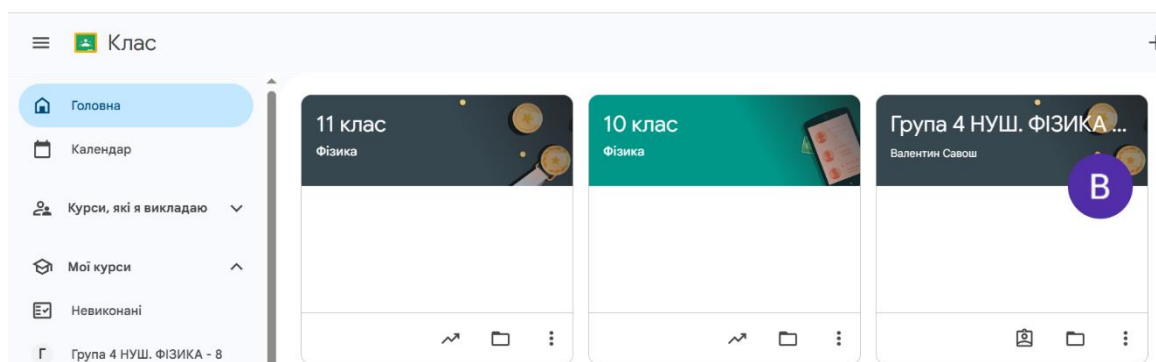 Клас
Головна
Календар
Курси, які я викладаю
Мої курси
Невиконані
Г
Група 4 НУШ. ФІЗИКА - 8
11 клас
Фізика
10 клас
Фізика
Група 4 НУШ. ФІЗИКА ...
Валентин Савош
В